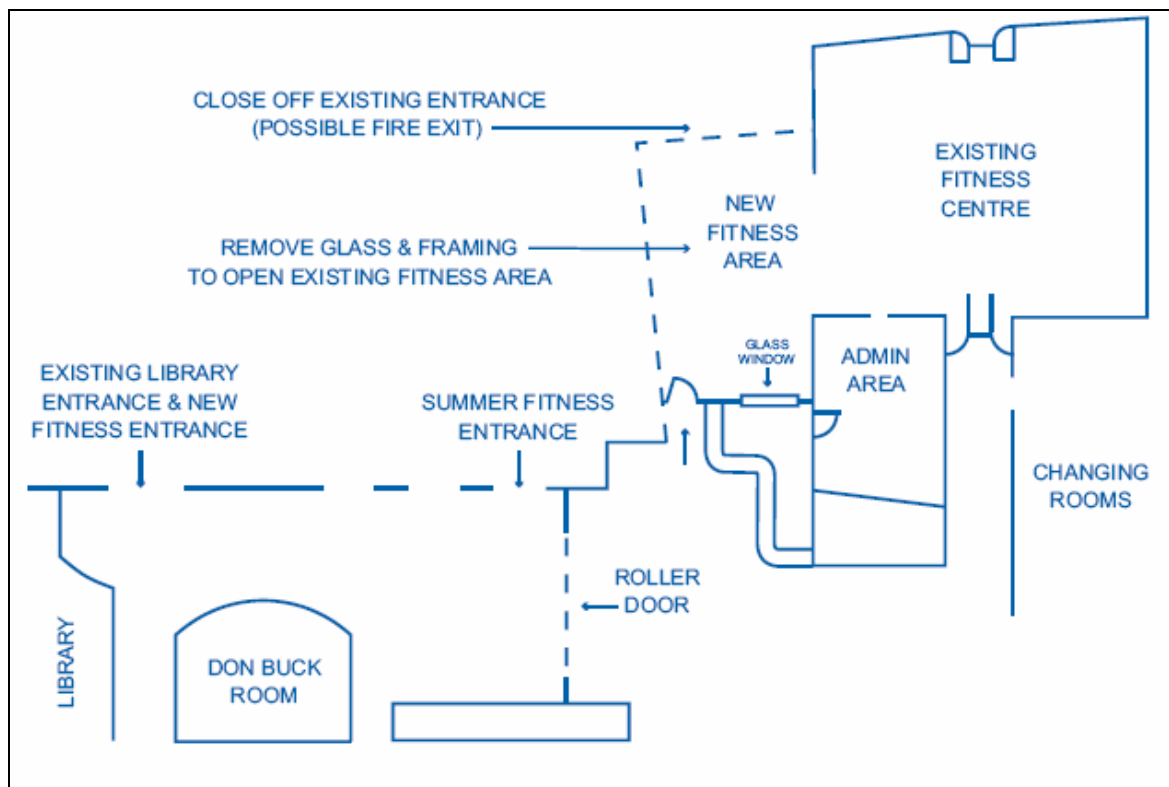 CLOSE OFF EXISTING ENTRANCE
(POSSIBLE FIRE EXIT)
EXISTING
FITNESS
CENTRE
NEW
FITNESS
AREA
REMOVE GLASS & FRAMING
TO OPEN EXISTING FITNESS AREA
GLASS
WINDOW
ADMIN
AREA
EXISTING LIBRARY
ENTRANCE & NEW
FITNESS ENTRANCE
SUMMER FITNESS
ENTRANCE
CHANGING
ROOMS
ROLLER
DOOR
LIBRARY
DON BUCK
ROOM